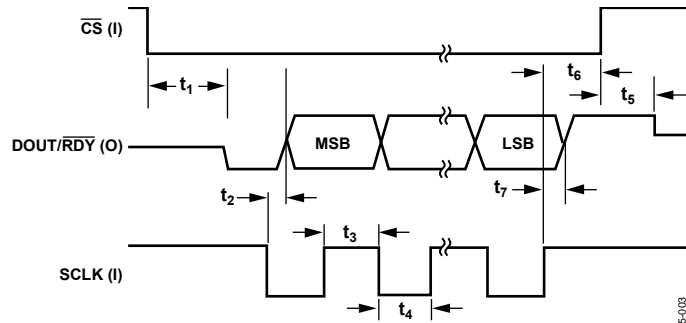 CS (I)
t1
t6
t5
DOUT/RDY (O)
MSB
LSB
t2
t7
t3
SCLK (I)
t4
5-003